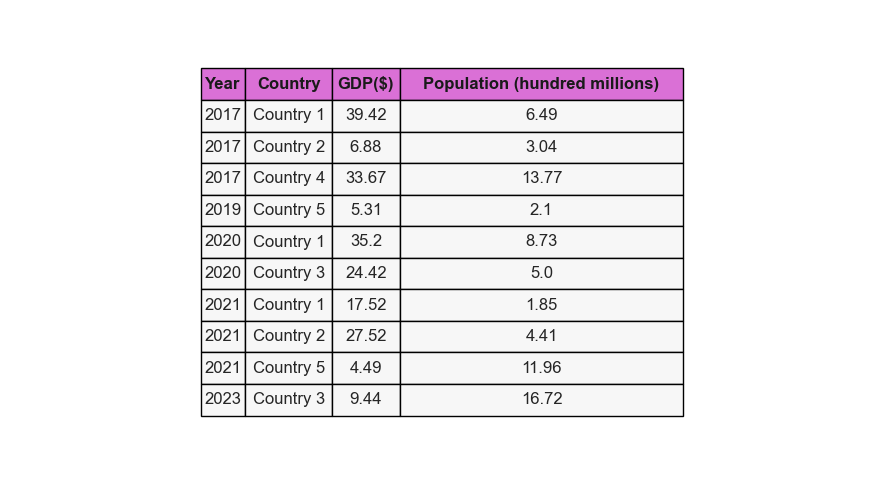 Year Country GDP($) Population (hundred millions)
2017 Country 1 39.42 6.49
2017 Country 2 6.88 3.04
2017 Country 4 33.67 13.77
2019 Country 5 5.31 2.1
2020 Country 1 35.2 8.73
2020 Country 3 24.42 5.0
2021 Country 1 17.52 1.85
2021 Country 2 27.52 4.41
2021 Country 5 4.49 11.96
2023 Country 3 9.44 16.72